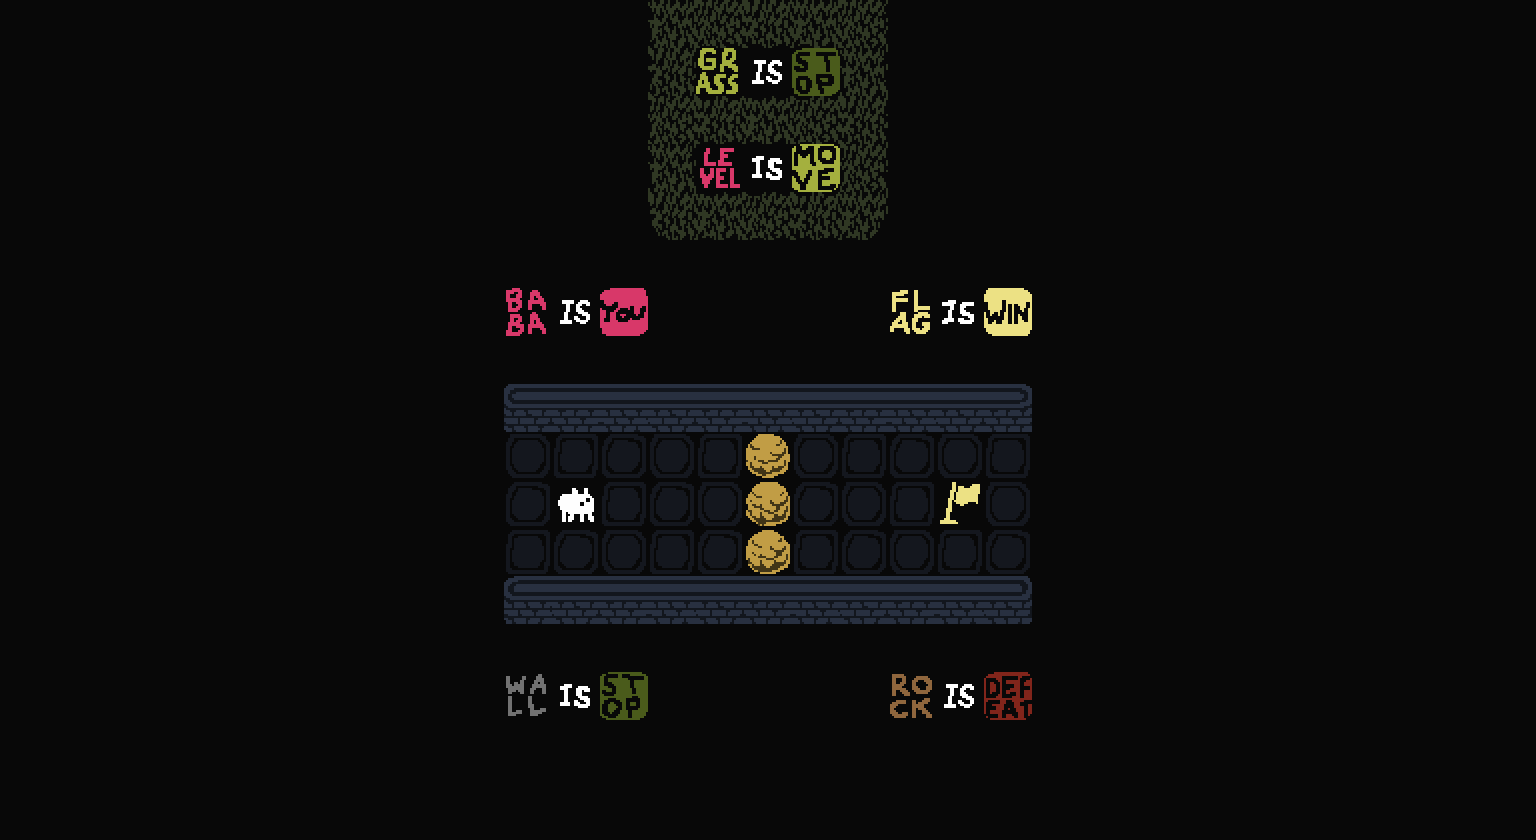 GRASS IS STOP
LEVEL IS MOVE
BABA IS YOU
FLAG IS WIN
WALL IS STOP
ROCK IS DEFEAT